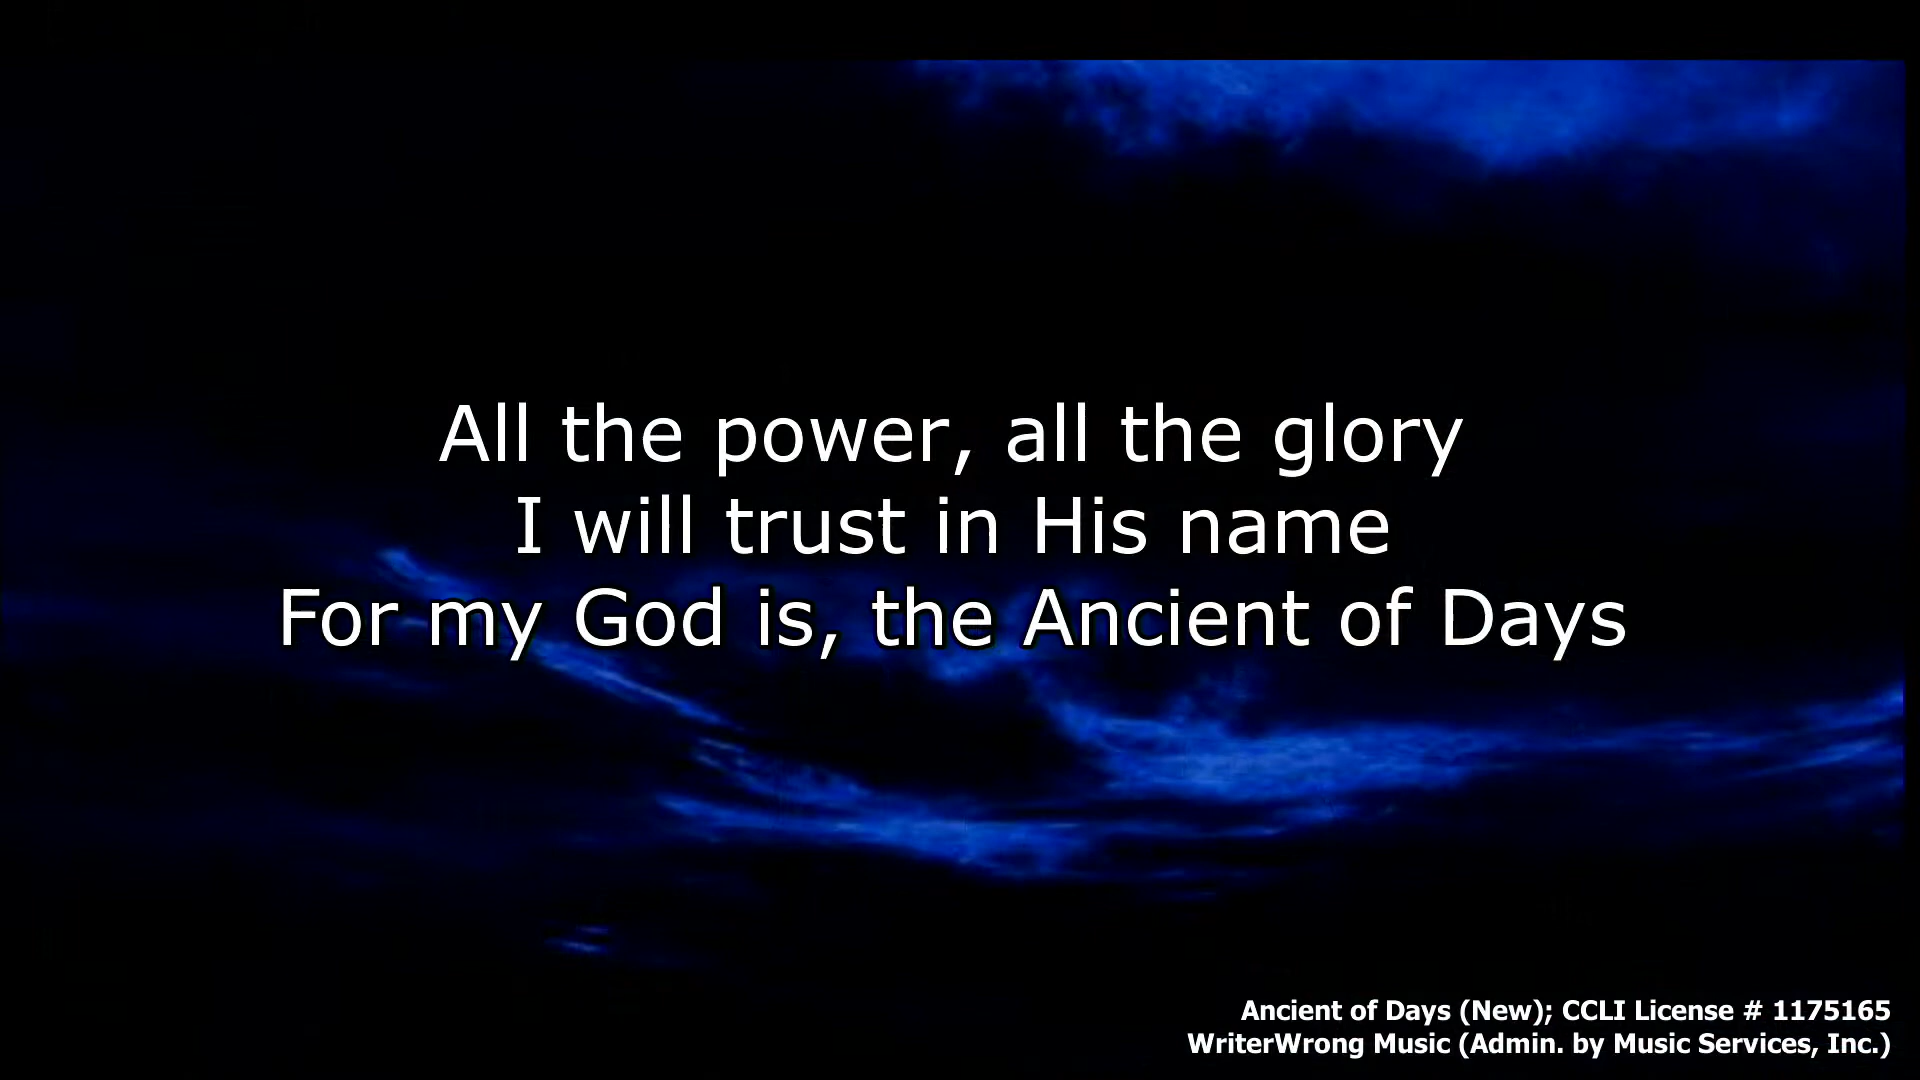 All the power, all the glory
I will trust in His name
For my God is, the Ancient of Days
Ancient of Days (New); CCLI License # 1175165
WriterWrong Music (Admin. by Music Services, Inc.)